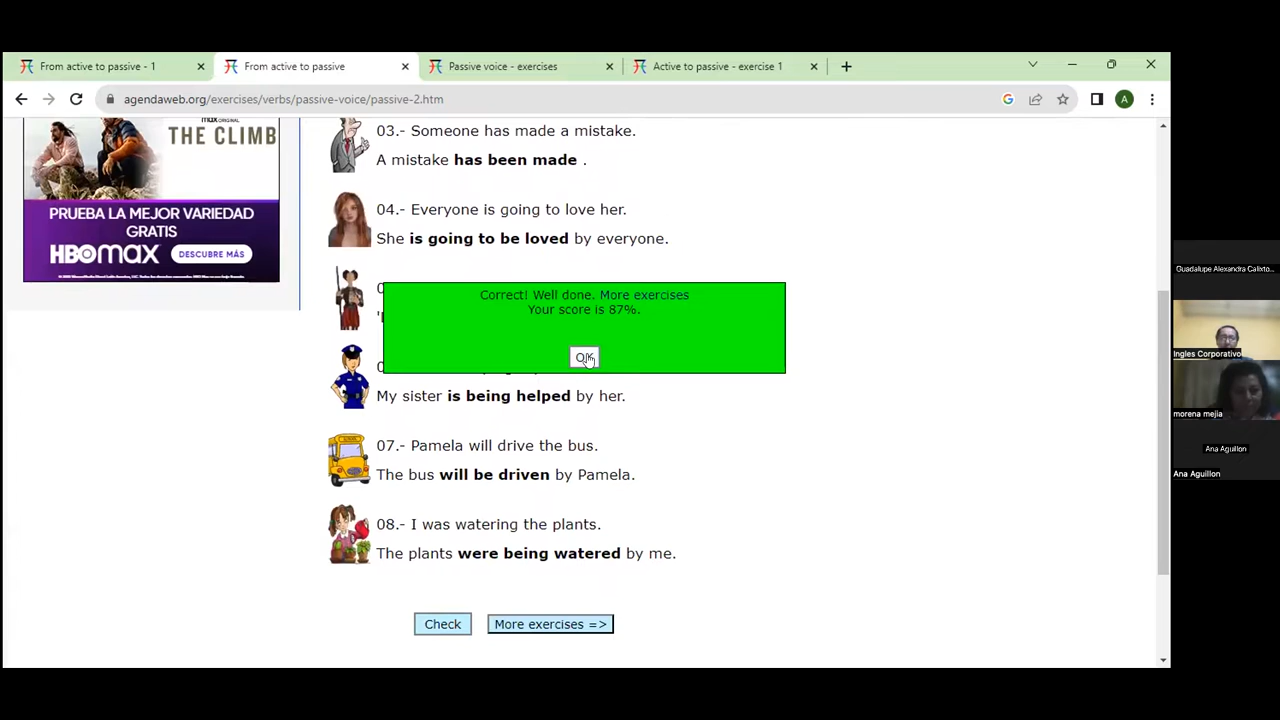 From active to passive - 1
From active to passive
Passive voice - exercises
Active to passive - exercise 1
agendaweb.org/exercises/verbs/passive-voice/passive-2.htm
A
max ORIGINAL
THE CLIMB
PRUEBA LA MEJOR VARIEDAD
GRATIS
HBOmax
DESCUBRE MÁS
03.- Someone has made a mistake.
A mistake has been made .
04.- Everyone is going to love her.
She is going to be loved by everyone.
0
'
Correct! Well done. More exercises
Your score is 87%.
OK
0
My sister is being helped by her.
07.- Pamela will drive the bus.
The bus will be driven by Pamela.
08.- I was watering the plants.
The plants were being watered by me.
Check
More exercises =>
Guadalupe Alexandra Calixto...
Ingles Corporativo
morena mejia
Ana Aguillon
Ana Aguillon